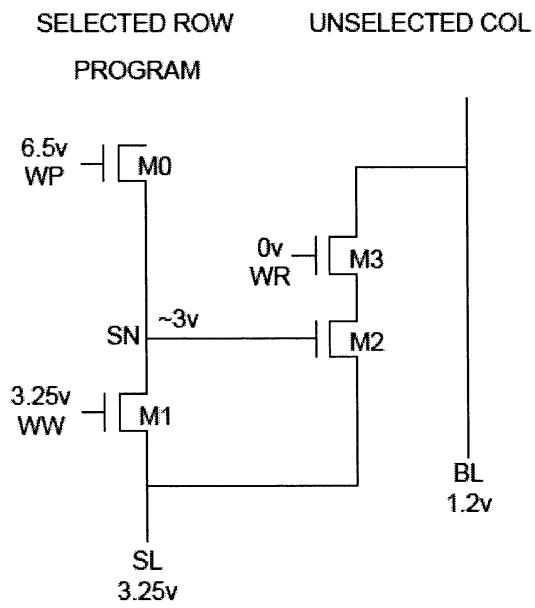 SELECTED ROW
UNSELECTED COL
PROGRAM
6.5v
WP
M0
0v
WR
M3
SN
~3v
M2
3.25v
WW
M1
BL
1.2v
SL
3.25v